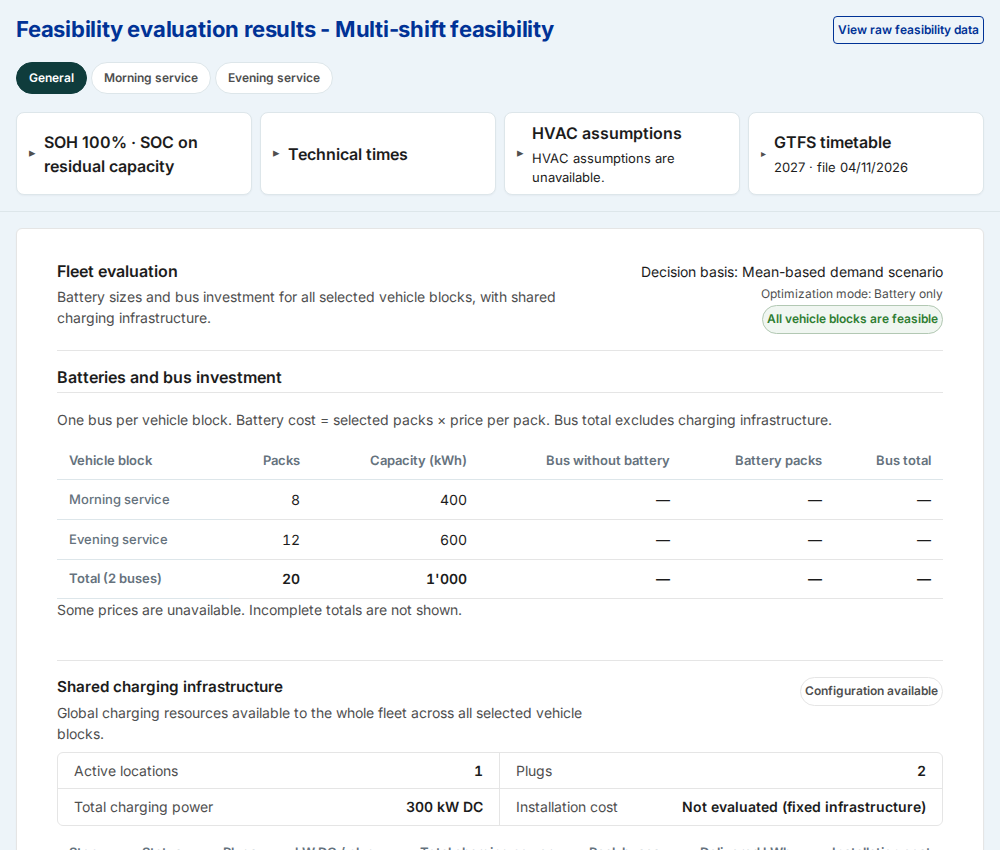 Feasibility evaluation results - Multi-shift feasibility
View raw feasibility data
General
Morning service
Evening service
SOH 100% · SOC on
residual capacity
Technical times
HVAC assumptions
HVAC assumptions are
unavailable.
GTFS timetable
2027 · file 04/11/2026
Fleet evaluation
Battery sizes and bus investment for all selected vehicle blocks, with shared
charging infrastructure.
Decision basis: Mean-based demand scenario
Optimization mode: Battery only
All vehicle blocks are feasible
Batteries and bus investment
One bus per vehicle block. Battery cost = selected packs × price per pack. Bus total excludes charging infrastructure.
Vehicle block Packs Capacity (kWh) Bus without battery Battery packs Bus total
Morning service 8 400 — — —
Evening service 12 600 — — —
Total (2 buses) 20 1'000 — — —
Some prices are unavailable. Incomplete totals are not shown.
Shared charging infrastructure
Configuration available
Global charging resources available to the whole fleet across all selected vehicle
blocks.
Active locations 1 Plugs 2
Total charging power 300 kW DC Installation cost Not evaluated (fixed infrastructure)